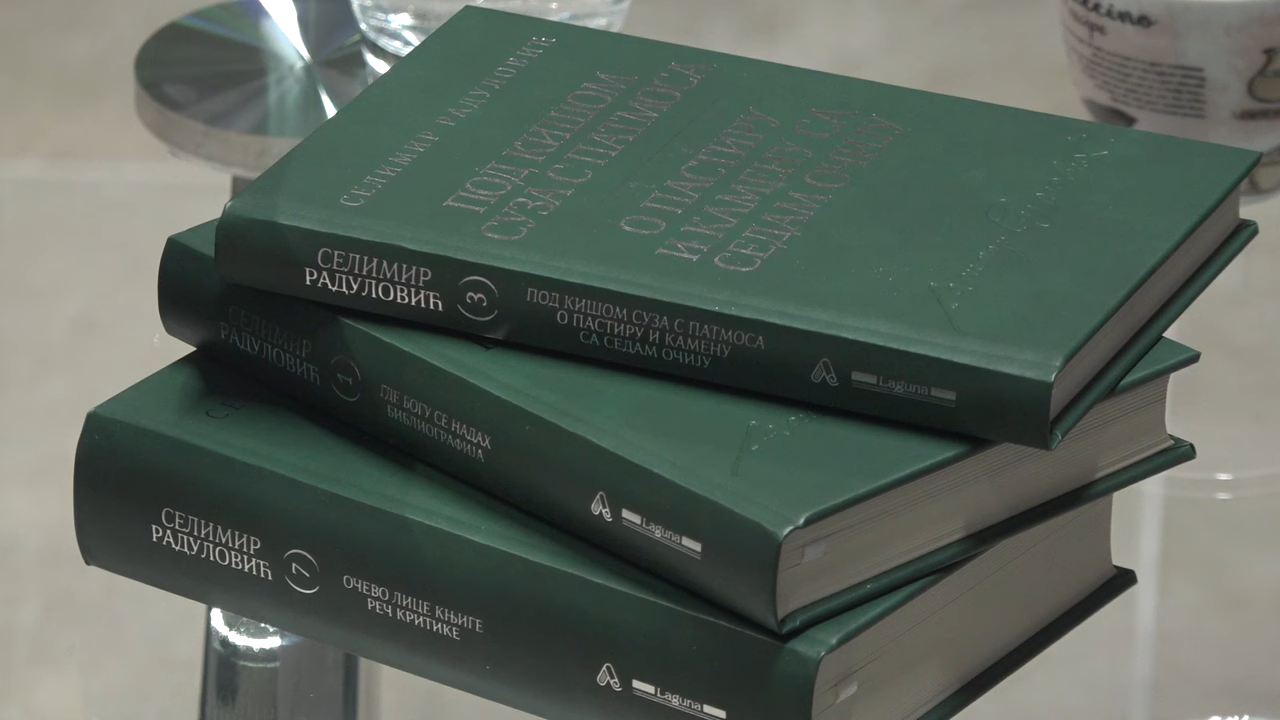 СЕЛИМИР РАДУЛОВИЋ
ПОД КИШОМ
СУЗА С ПАТМОСА
О ПАСТИРУ
И КАМЕНУ СА
СЕДАМ ОЧИЈУ
СЕЛИМИР
РАДУЛОВИЋ
(3)
ПОД КИШОМ СУЗА С ПАТМОСА
О ПАСТИРУ И КАМЕНУ
СА СЕДАМ ОЧИЈУ
Laguna
СЕЛИМИР
РАДУЛОВИЋ
(1)
ГДЕ БОГУ СЕ НАДАХ
БИБЛИОГРАФИЈА
Laguna
СЕЛИМИР
РАДУЛОВИЋ
(7)
ОЧЕВО ЛИЦЕ КЊИГЕ
РЕЧ КРИТИКЕ
Laguna